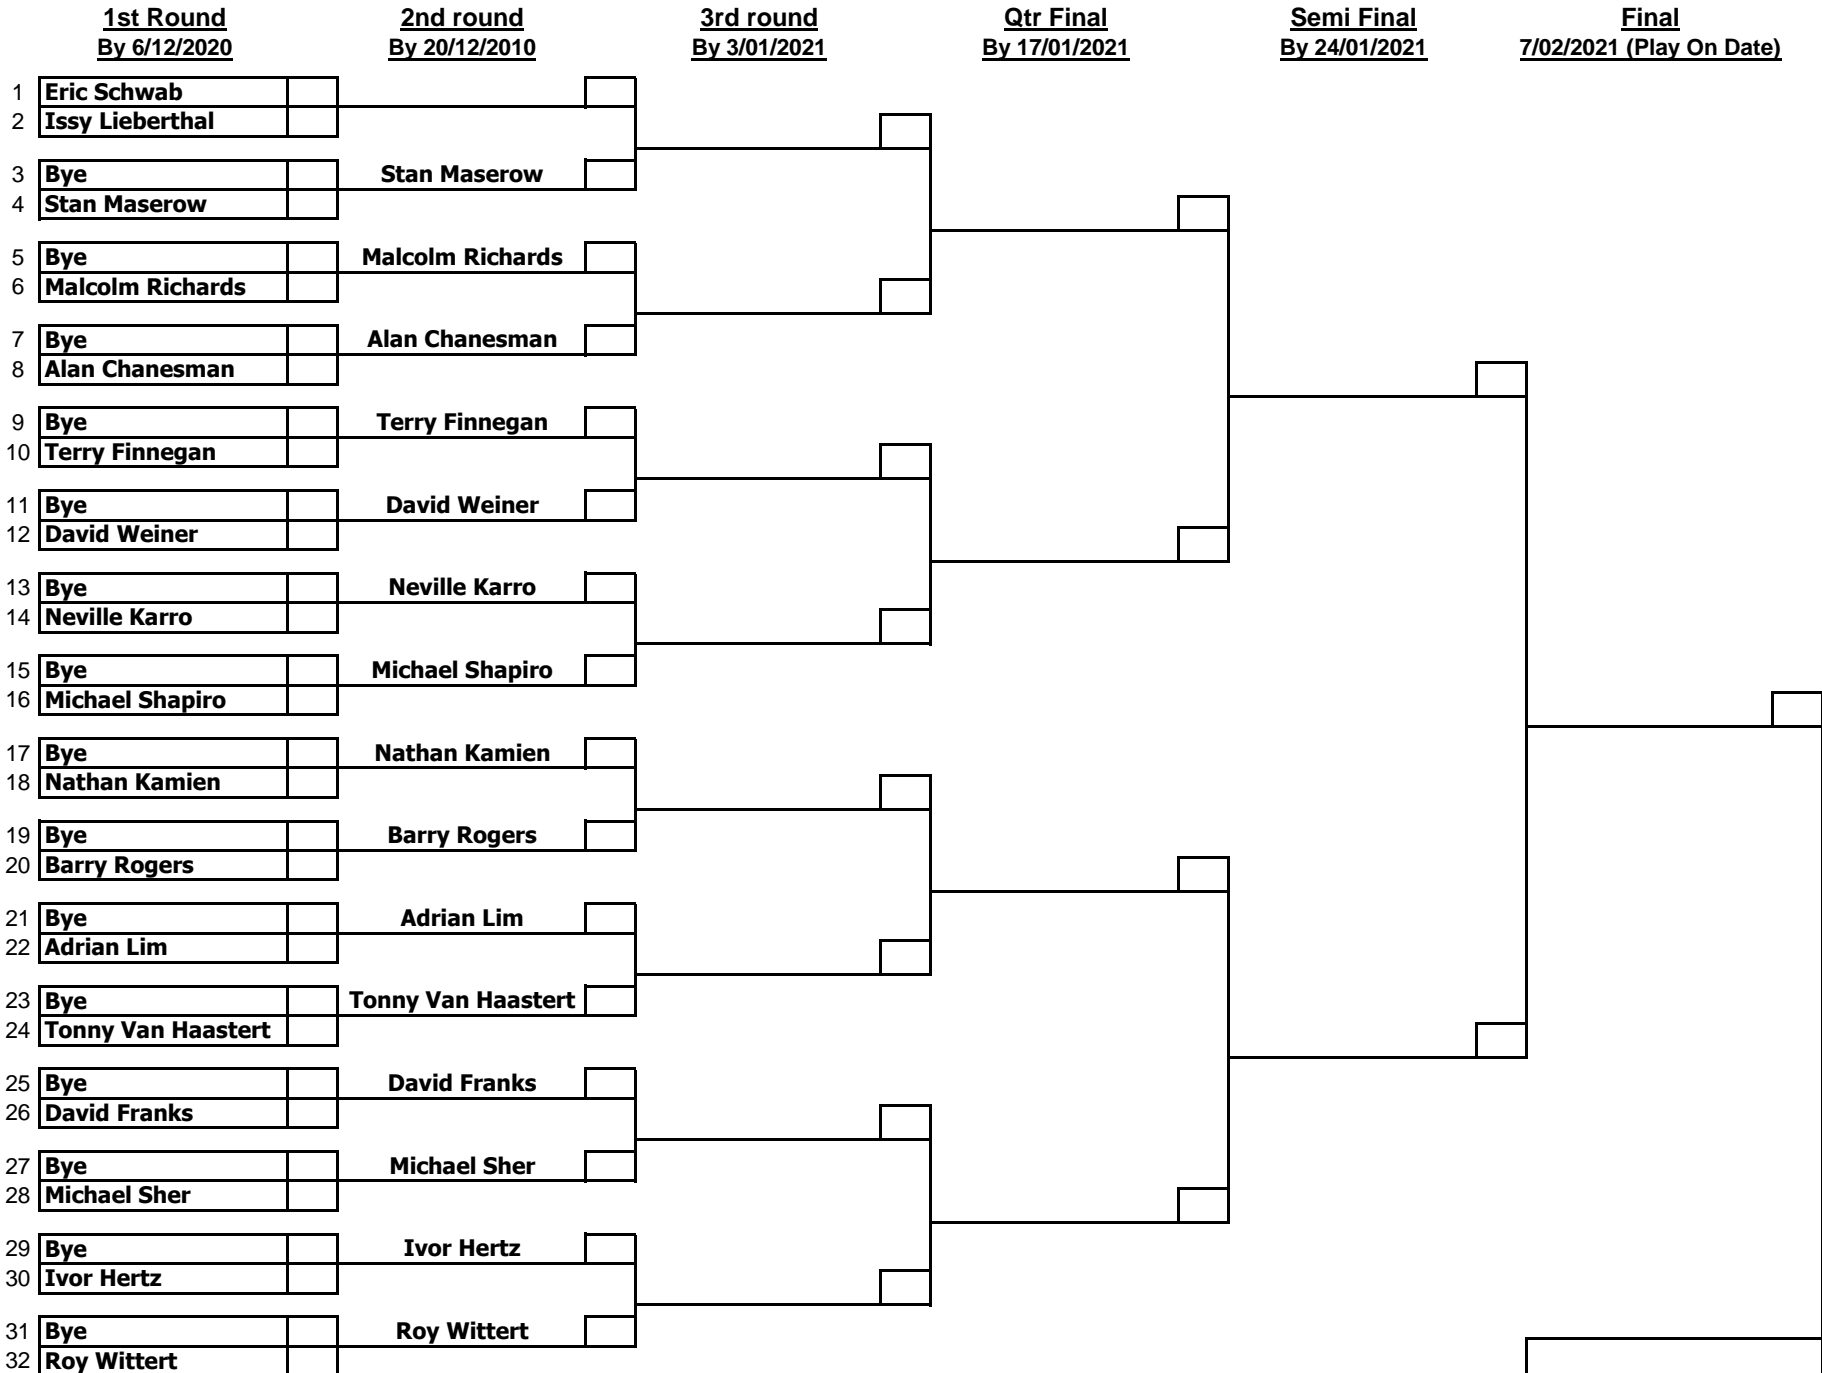 1st Round 2nd round 3rd round Qtr Final Semi Final Final
By 6/12/2020 By 20/12/2010 By 3/01/2021 By 17/01/2021 By 24/01/2021 7/02/2021 (Play On Date)
1 Eric Schwab
2 Issy Lieberthal
3 Bye Stan Maserow
4 Stan Maserow
5 Bye Malcolm Richards
6 Malcolm Richards
7 Bye Alan Chanesman
8 Alan Chanesman
9 Bye Terry Finnegan
10 Terry Finnegan
11 Bye David Weiner
12 David Weiner
13 Bye Neville Karro
14 Neville Karro
15 Bye Michael Shapiro
16 Michael Shapiro
17 Bye Nathan Kamien
18 Nathan Kamien
19 Bye Barry Rogers
20 Barry Rogers
21 Bye Adrian Lim
22 Adrian Lim
23 Bye Tonny Van Haastert
24 Tonny Van Haastert
25 Bye David Franks
26 David Franks
27 Bye Michael Sher
28 Michael Sher
29 Bye Ivor Hertz
30 Ivor Hertz
31 Bye Roy Wittert
32 Roy Wittert